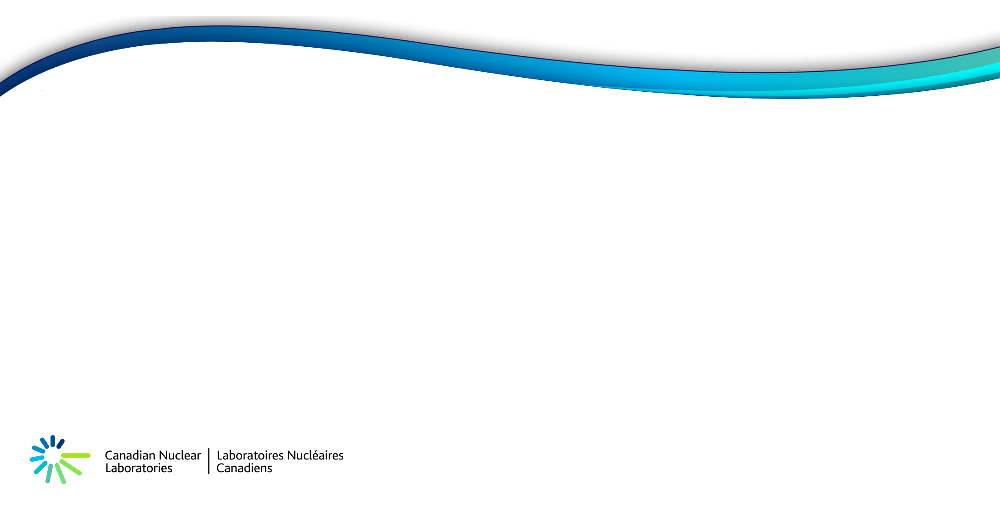 Canadian Nuclear
Laboratories
Laboratoires Nucléaires
Canadiens